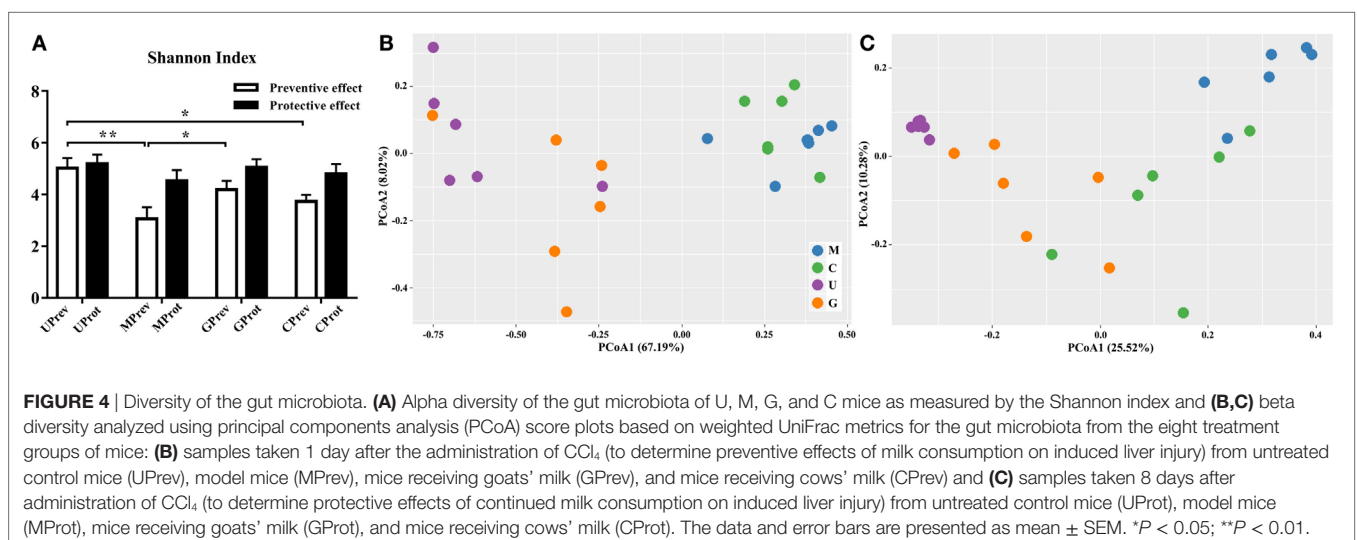 A
Shannon Index
Preventive effect
Protective effect
*
**
*
8
6
4
2
0
UPrev
UProt
MPrev
MProt
GPrev
GProt
CPrev
CProt
B
PCoA2 (8.02%)
0.2
0.0
-0.2
-0.4
-0.75
-0.50
-0.25
0.00
0.25
0.50
PCoA1 (67.19%)
M
C
U
G
C
PCoA2 (10.28%)
0.2
0.0
-0.2
-0.2
0.0
0.2
0.4
PCoA1 (25.52%)
FIGURE 4 | Diversity of the gut microbiota. (A) Alpha diversity of the gut microbiota of U, M, G, and C mice as measured by the Shannon index and (B,C) beta
diversity analyzed using principal components analysis (PCoA) score plots based on weighted UniFrac metrics for the gut microbiota from the eight treatment
groups of mice: (B) samples taken 1 day after the administration of CCl₄ (to determine preventive effects of milk consumption on induced liver injury) from untreated
control mice (UPrev), model mice (MPrev), mice receiving goats’ milk (GPrev), and mice receiving cows’ milk (CPrev) and (C) samples taken 8 days after
administration of CCl₄ (to determine protective effects of continued milk consumption on induced liver injury) from untreated control mice (UProt), model mice
(MProt), mice receiving goats’ milk (GProt), and mice receiving cows’ milk (CProt). The data and error bars are presented as mean ± SEM. *P < 0.05; **P < 0.01.